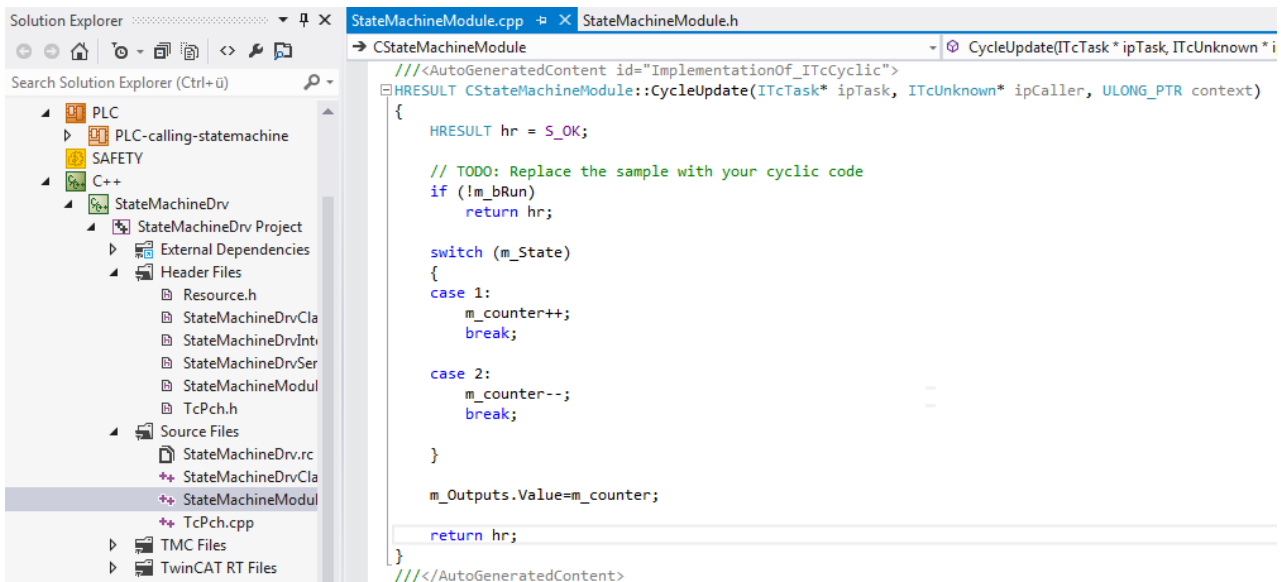 Solution Explorer
Search Solution Explorer (Ctrl+ü)
PLC
PLC-calling-statemachine
SAFETY
C++
StateMachineDrv
StateMachineDrv Project
External Dependencies
Header Files
Resource.h
StateMachineDrvCla
StateMachineDrvInt
StateMachineDrvSer
StateMachineModul
TcPch.h
Source Files
StateMachineDrv.rc
StateMachineDrvCla
StateMachineModul
TcPch.cpp
TMC Files
TwinCAT RT Files
StateMachineModule.cpp StateMachineModule.h
CStateMachineModule CycleUpdate(ITcTask * ipTask, ITcUnknown * i
///<AutoGeneratedContent id="ImplementationOf_ITcCyclic">
HRESULT CStateMachineModule::CycleUpdate(ITcTask* ipTask, ITcUnknown* ipCaller, ULONG_PTR context)
{
HRESULT hr = S_OK;
// TODO: Replace the sample with your cyclic code
if (!m_bRun)
return hr;
switch (m_State)
{
case 1:
m_counter++;
break;
case 2:
m_counter--;
break;
}
m_Outputs.Value=m_counter;
return hr;
}
///</AutoGeneratedContent>